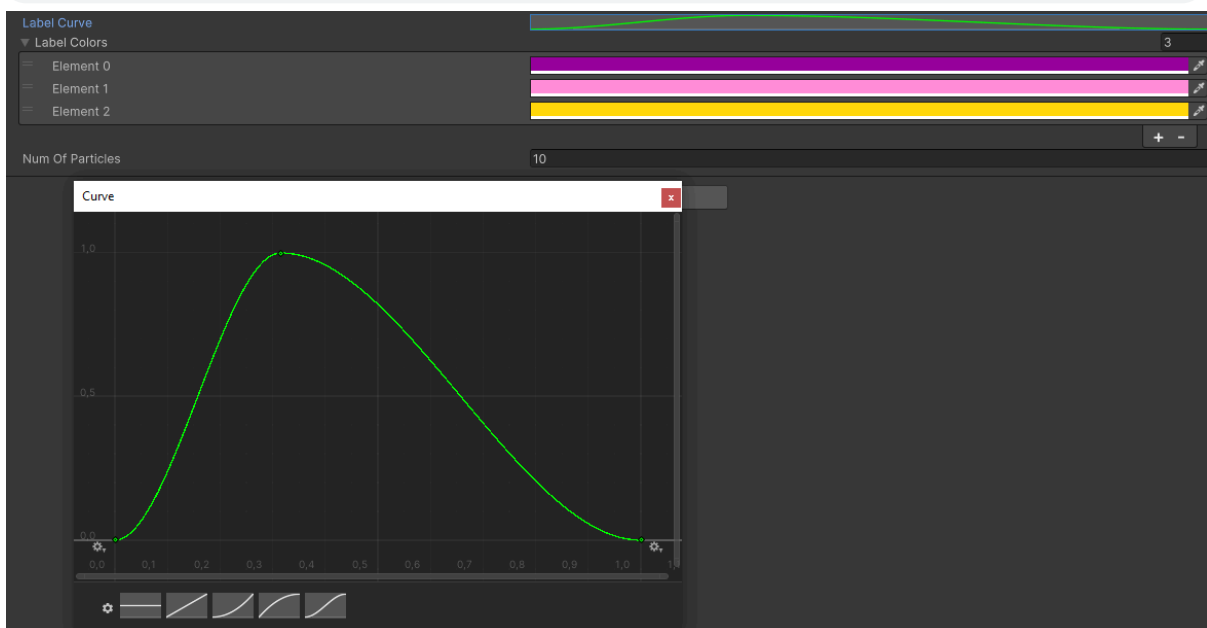 Label Curve
Label Colors 3
Element 0
Element 1
Element 2
+ -
Num Of Particles 10
Curve x
1,0
0,5
0,0
0,0 0,1 0,2 0,3 0,4 0,5 0,6 0,7 0,8 0,9 1,0